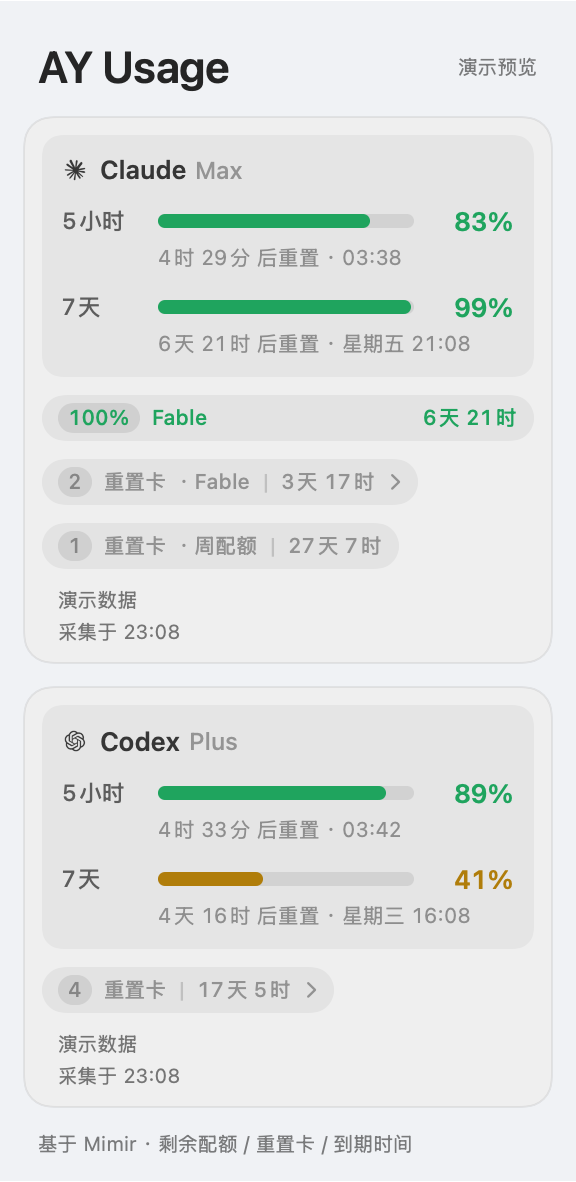 AY Usage 演示预览
Claude Max
5小时 83%
4时 29分 后重置 · 03:38
7天 99%
6天 21时 后重置 · 星期五 21:08
100% Fable 6天 21时
2 重置卡 · Fable | 3天 17时 >
1 重置卡 · 周配额 | 27天 7时
演示数据
采集于 23:08
Codex Plus
5小时 89%
4时 33分 后重置 · 03:42
7天 41%
4天 16时 后重置 · 星期三 16:08
4 重置卡 | 17天 5时 >
演示数据
采集于 23:08
基于 Mimir · 剩余配额 / 重置卡 / 到期时间